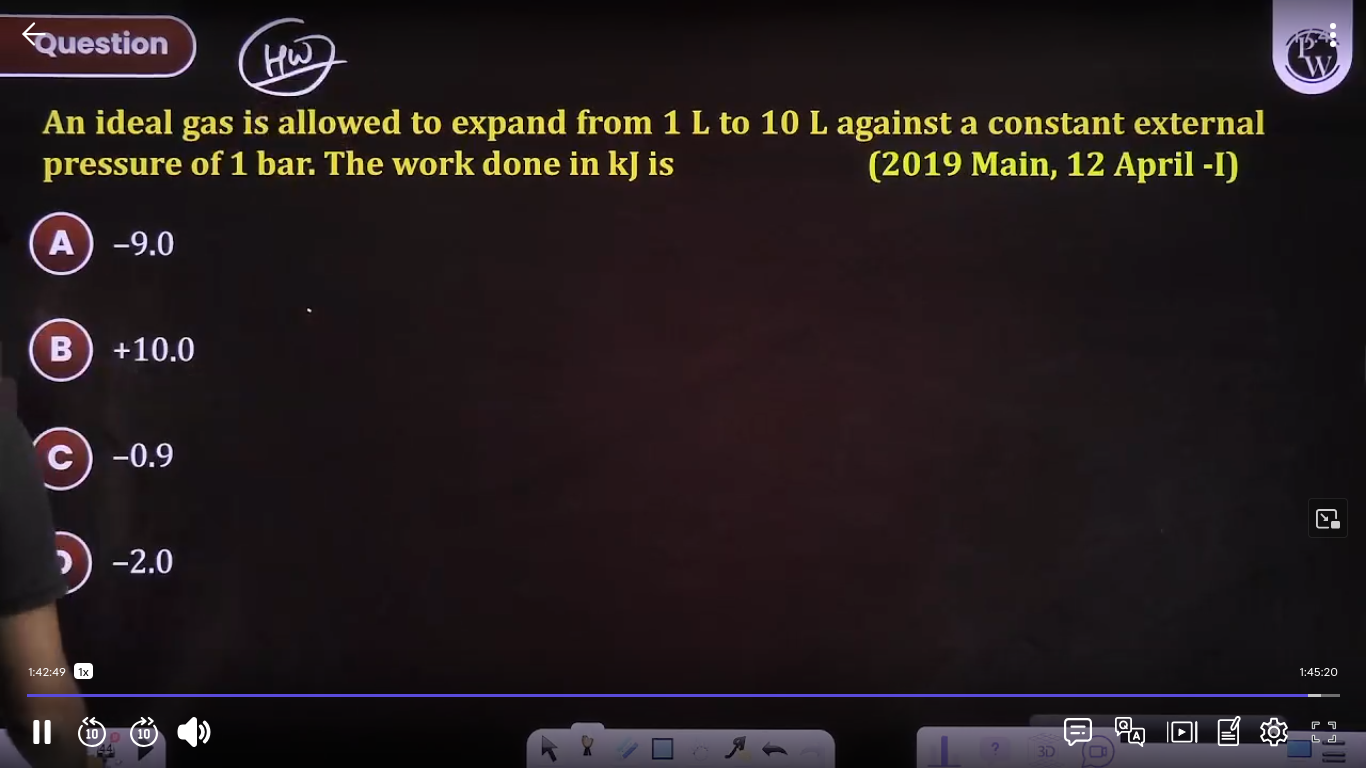 Question
HW
PW
An ideal gas is allowed to expand from 1 L to 10 L against a constant external
pressure of 1 bar. The work done in kJ is (2019 Main, 12 April -I)
A −9.0
B +10.0
C −0.9
D −2.0
1:42:49 1x 1:45:20
10 10
? 3D